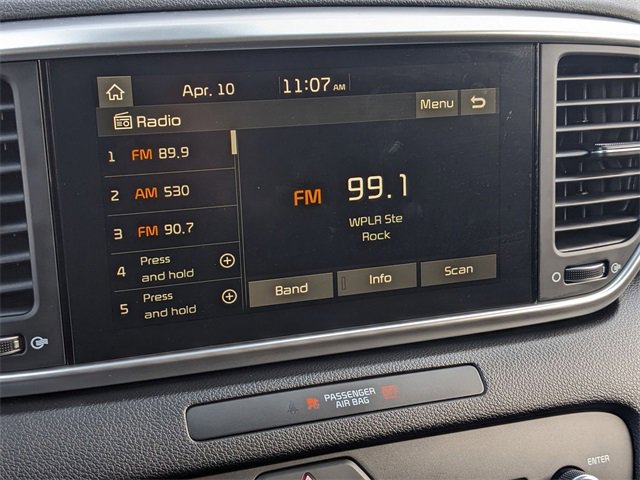 Apr. 10 11:07 AM
Radio Menu
1 FM 89.9
2 AM 530
3 FM 90.7
4 Press
and hold
5 Press
and hold
FM 99.1
WPLR Ste
Rock
Band Info Scan
PASSENGER
AIR BAG
ENTER